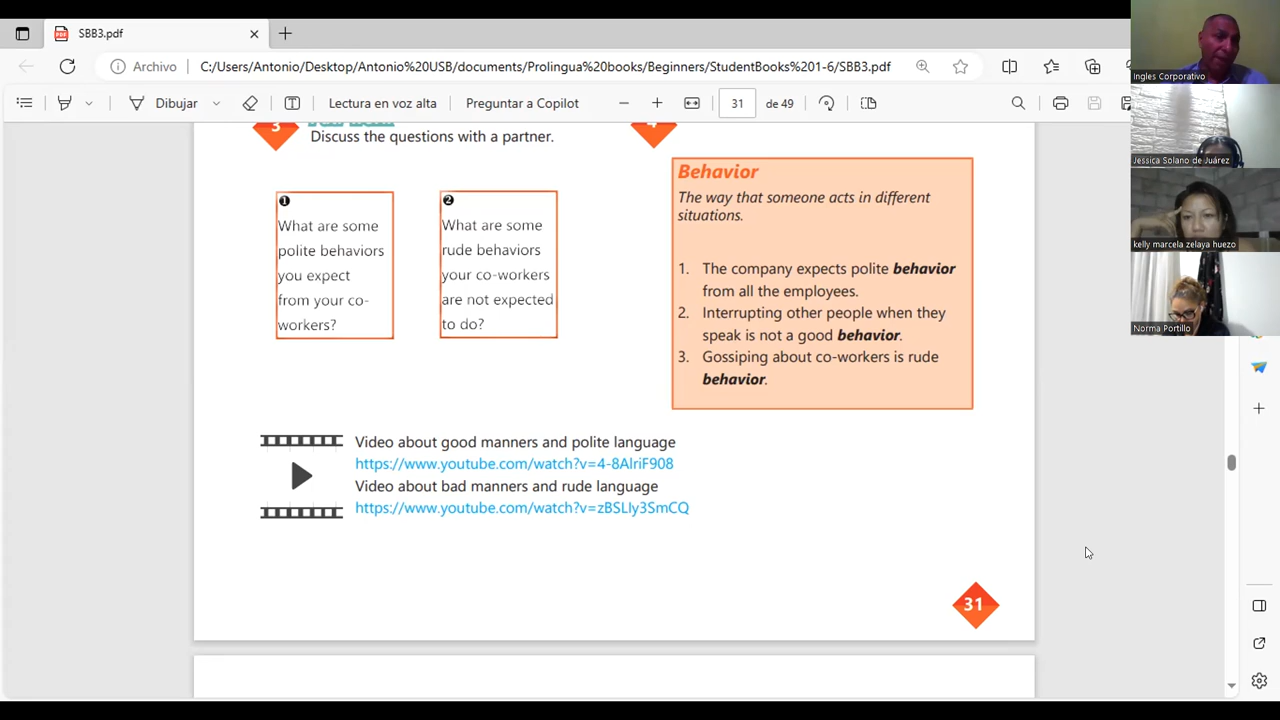 SBB3.pdf
Archivo
C:/Users/Antonio/Desktop/Antonio%20USB/documents/Prolingua%20books/Beginners/StudentBooks%201-6/SBB3.pdf
Dibujar
Lectura en voz alta
Preguntar a Copilot
31
de 49
Ingles Corporativo
Jessica Solano de Juárez
kelly marcela zelaya huezo
Norma Portillo
3
Discuss the questions with a partner.
1
What are some
polite behaviors
you expect
from your co-
workers?
2
What are some
rude behaviors
your co-workers
are not expected
to do?
Behavior
The way that someone acts in different
situations.
1. The company expects polite behavior
from all the employees.
2. Interrupting other people when they
speak is not a good behavior.
3. Gossiping about co-workers is rude
behavior.
Video about good manners and polite language
https://www.youtube.com/watch?v=4-8AlriF908
Video about bad manners and rude language
https://www.youtube.com/watch?v=zBSLIy3SmCQ
31